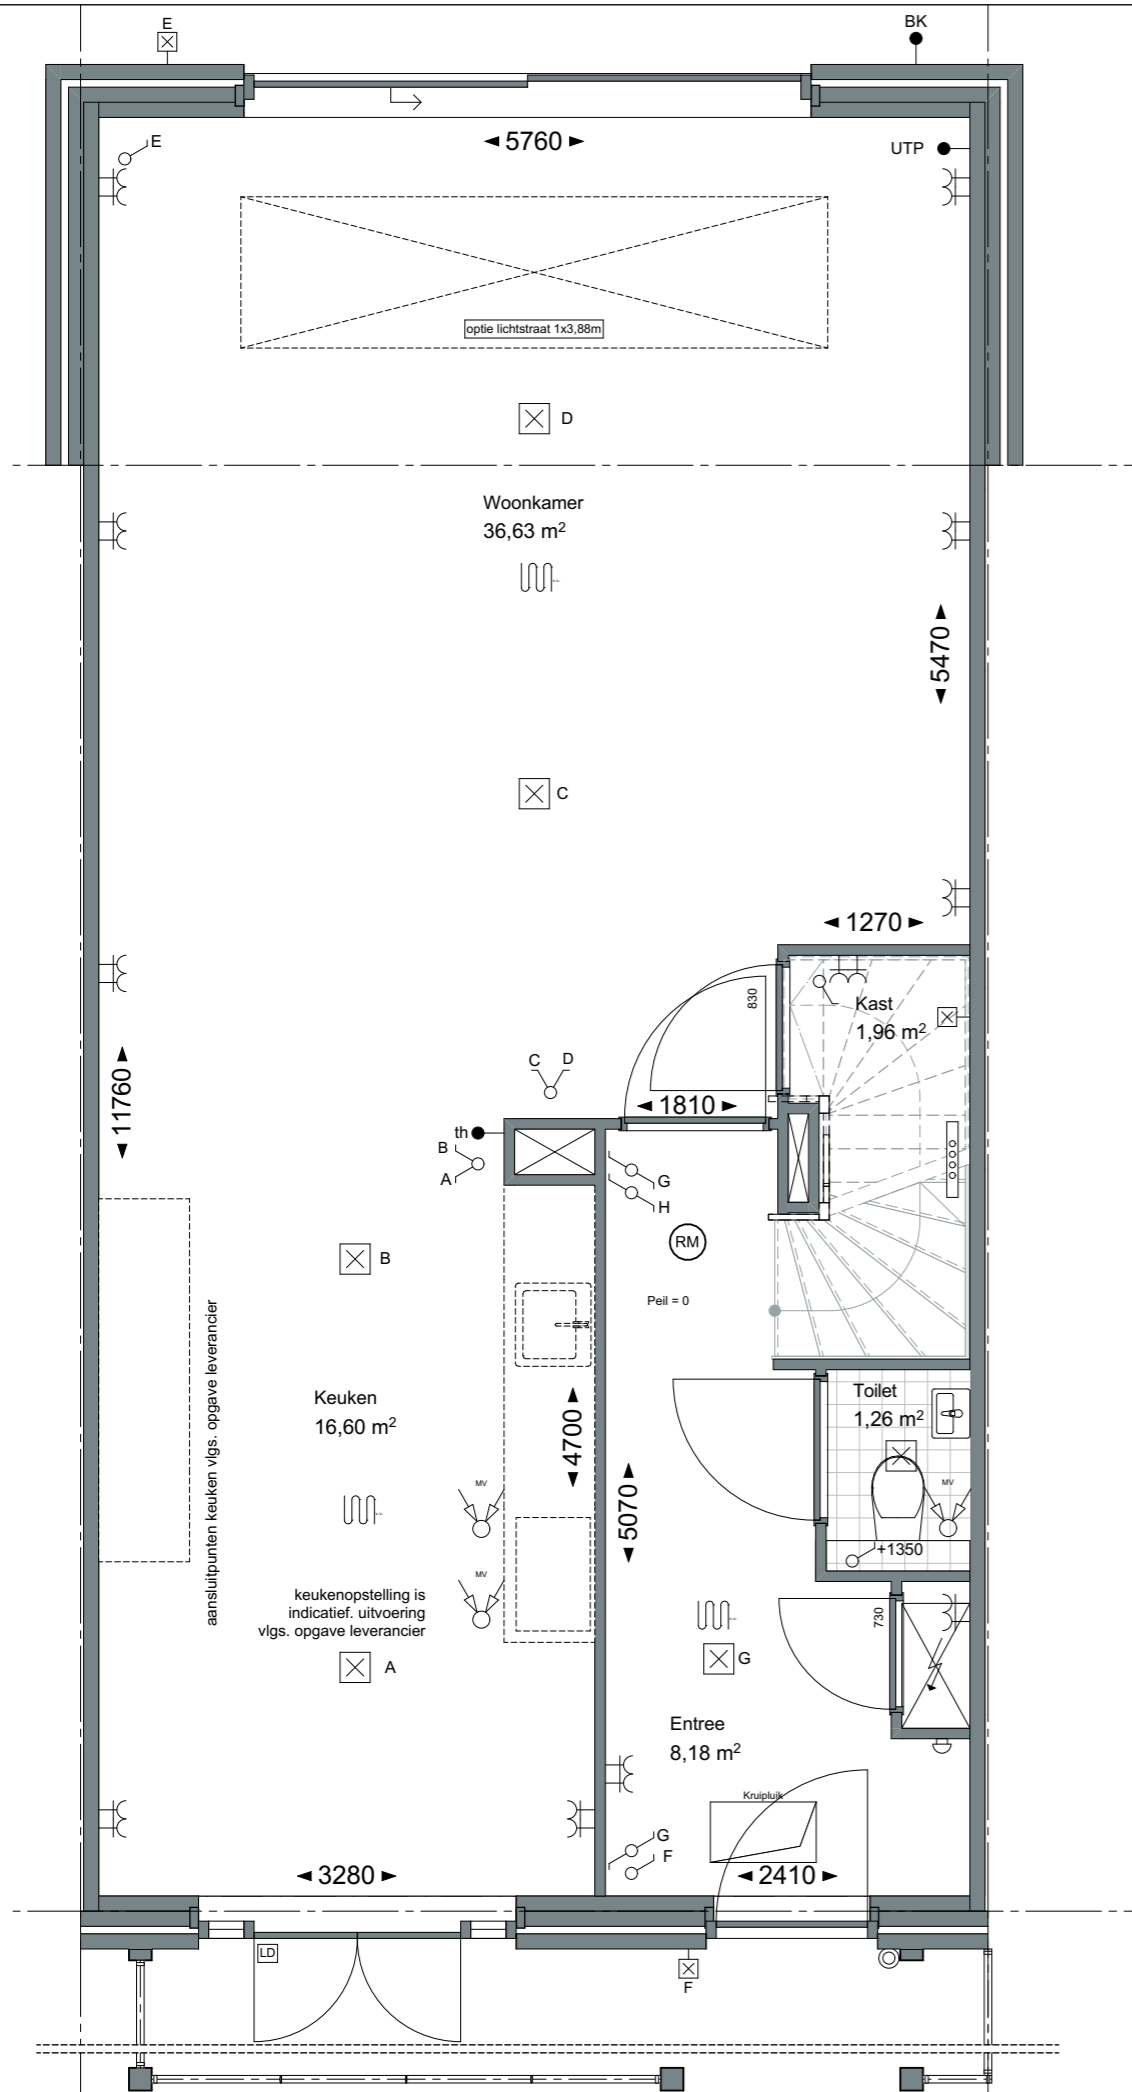 E
BK
5760
E
UTP
optie lichtstraat 1x3,88m
D
Woonkamer
36,63 m²
5470
C
1270
830
Kast
1,96 m²
11760
C D
1810
th
B
A
G
H
RM
B
Peil = 0
aansluitpunten keuken vlgs. opgave leverancier
Keuken
16,60 m²
4700
Toilet
1,26 m²
MV
MV
5070
+1350
MV
keukenopstelling is
indicatief. uitvoering
vlgs. opgave leverancier
730
A
G
Entree
8,18 m²
Kruipluik
G
F
3280
2410
LD
F